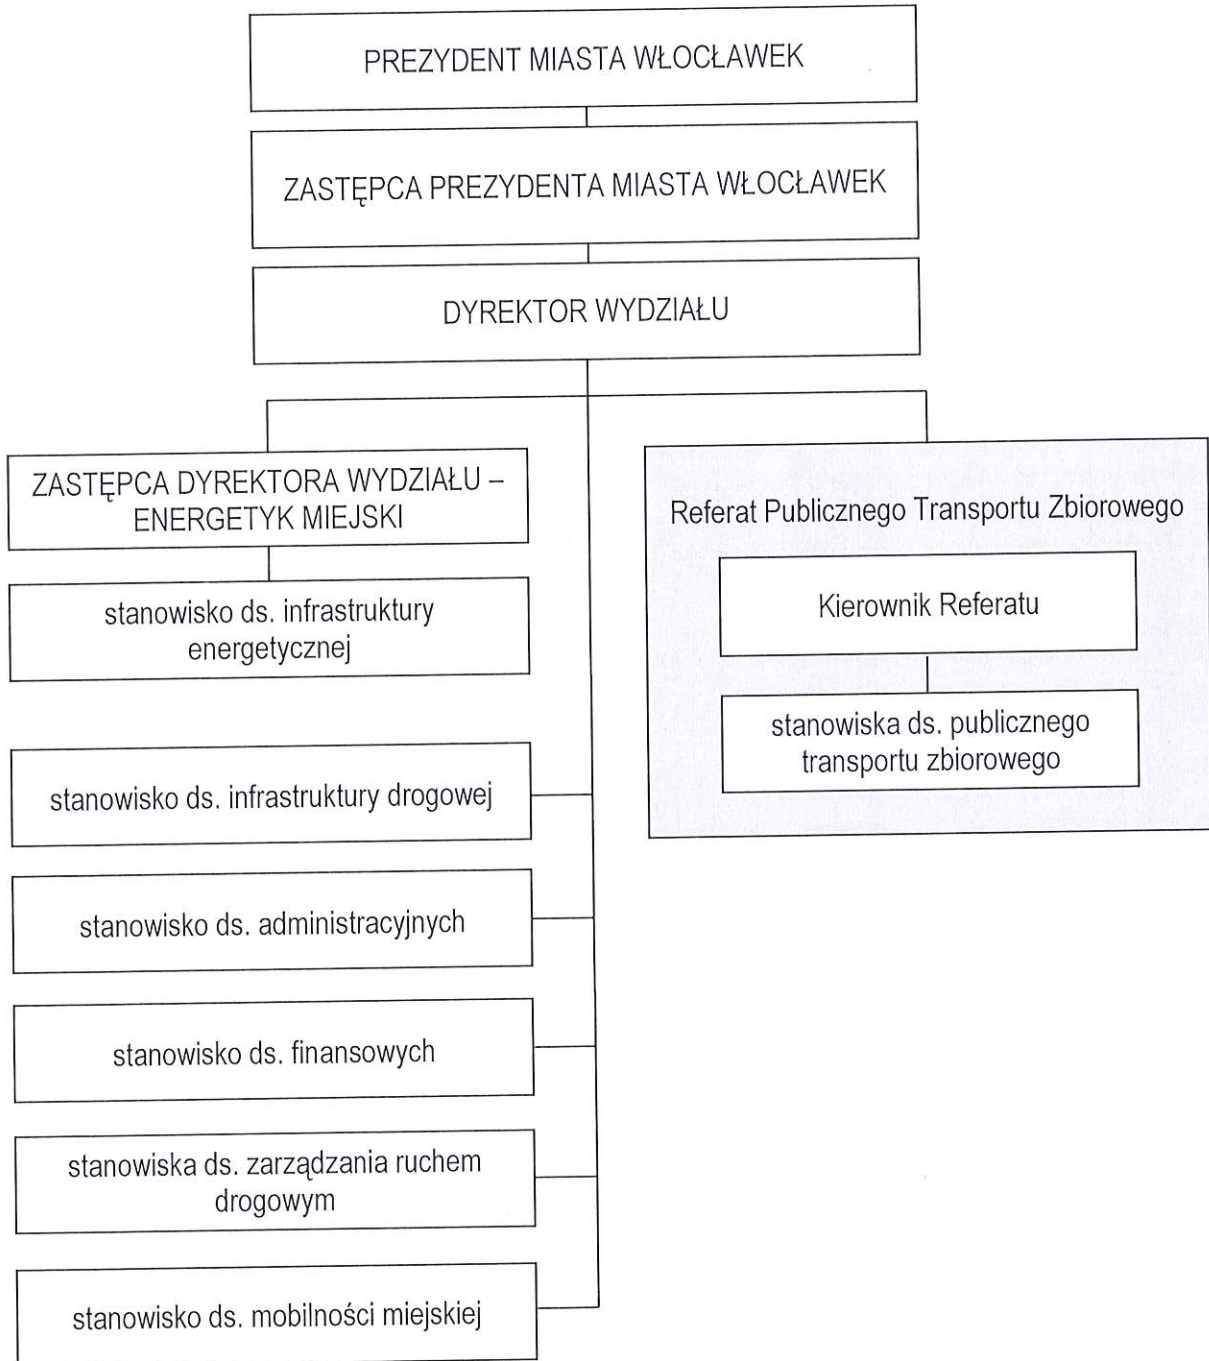 PREZYDENT MIASTA WŁOCŁAWEK
ZASTĘPCA PREZYDENTA MIASTA WŁOCŁAWEK
DYREKTOR WYDZIAŁU
ZASTĘPCA DYREKTORA WYDZIAŁU –
ENERGETYK MIEJSKI
stanowisko ds. infrastruktury
energetycznej
stanowisko ds. infrastruktury drogowej
stanowisko ds. administracyjnych
stanowisko ds. finansowych
stanowiska ds. zarządzania ruchem
drogowym
stanowisko ds. mobilności miejskiej
Referat Publicznego Transportu Zbiorowego
Kierownik Referatu
stanowiska ds. publicznego
transportu zbiorowego